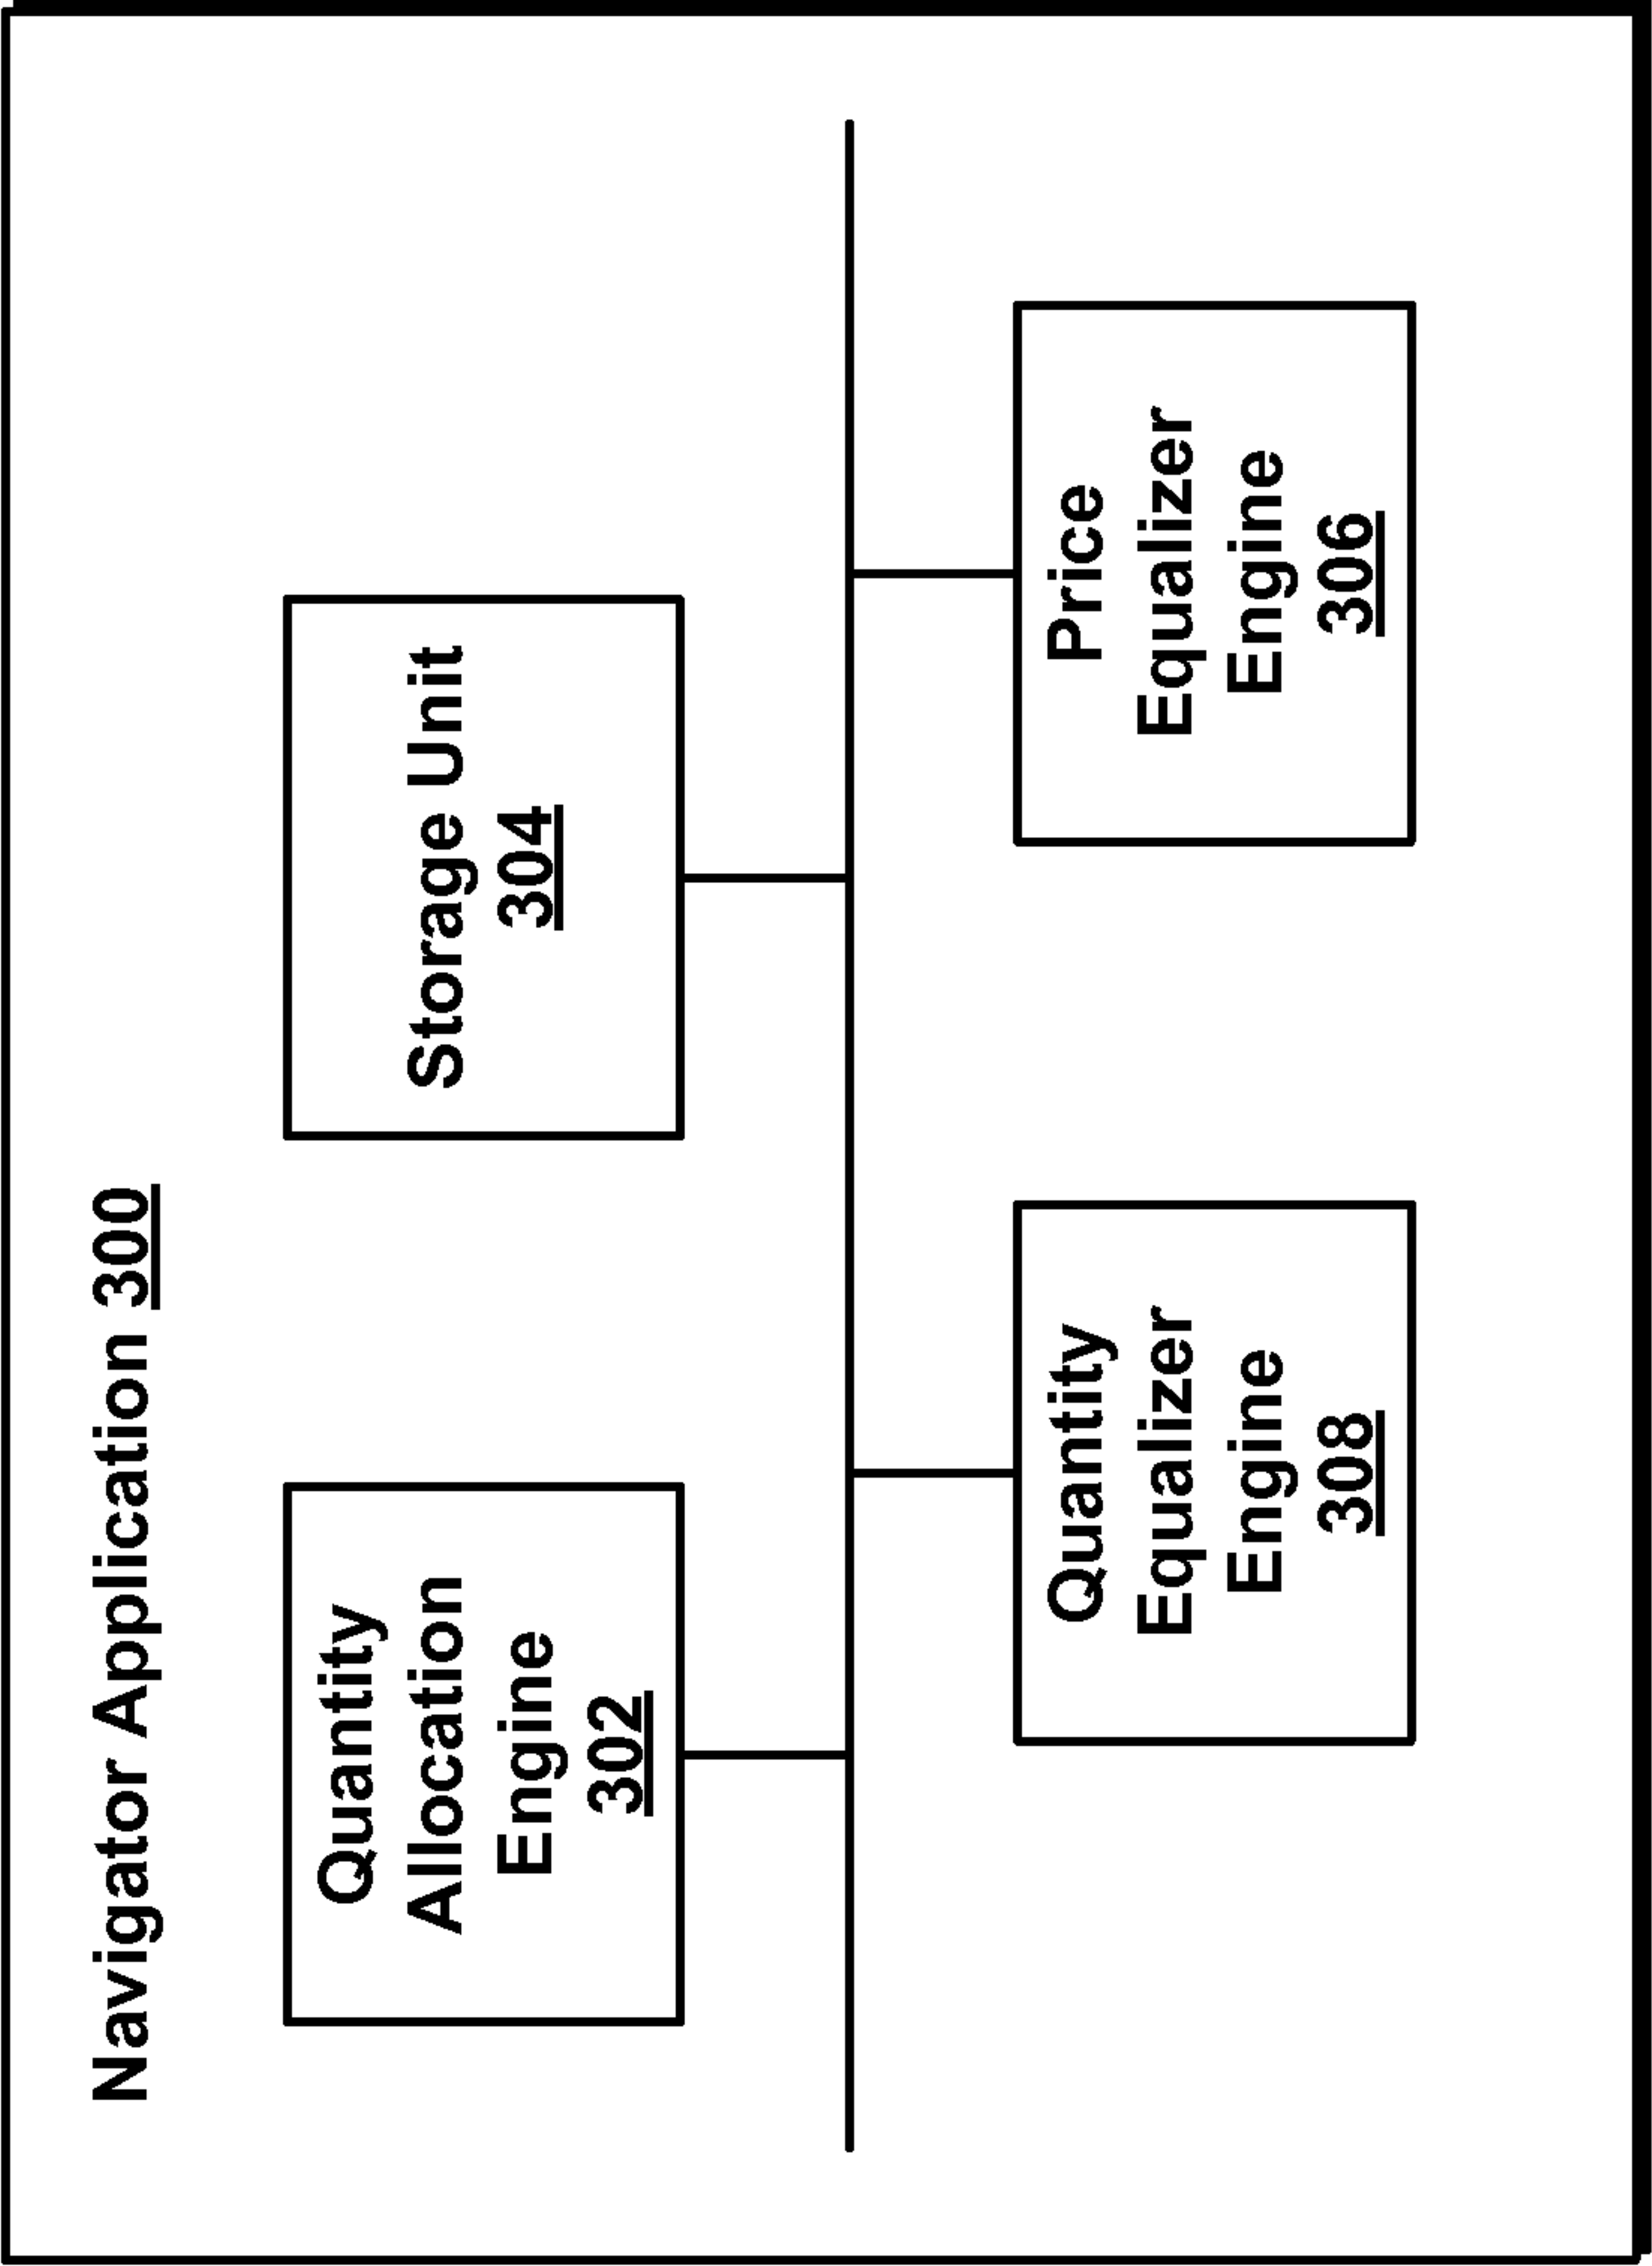 Navigator Application 300
Quantity
Allocation
Engine
302
Storage Unit
304
Quantity
Equalizer
Engine
308
Price
Equalizer
Engine
306